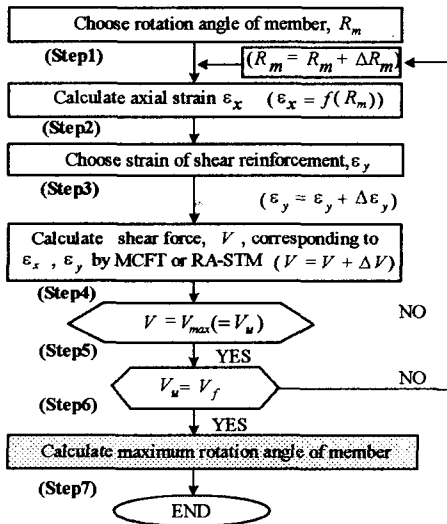 Choose rotation angle of member, R_m
(Step1)
(R_m = R_m + ΔR_m)
Calculate axial strain ε_x (ε_x = f(R_m))
(Step2)
Choose strain of shear reinforcement, ε_y
(Step3)
(ε_y = ε_y + Δε_y)
Calculate shear force, V, corresponding to
ε_x , ε_y by MCFT or RA-STM (V = V + ΔV)
(Step4)
V = V_max(= V_u)
NO
(Step5)
YES
V_u = V_f
NO
(Step6)
YES
Calculate maximum rotation angle of member
(Step7)
END